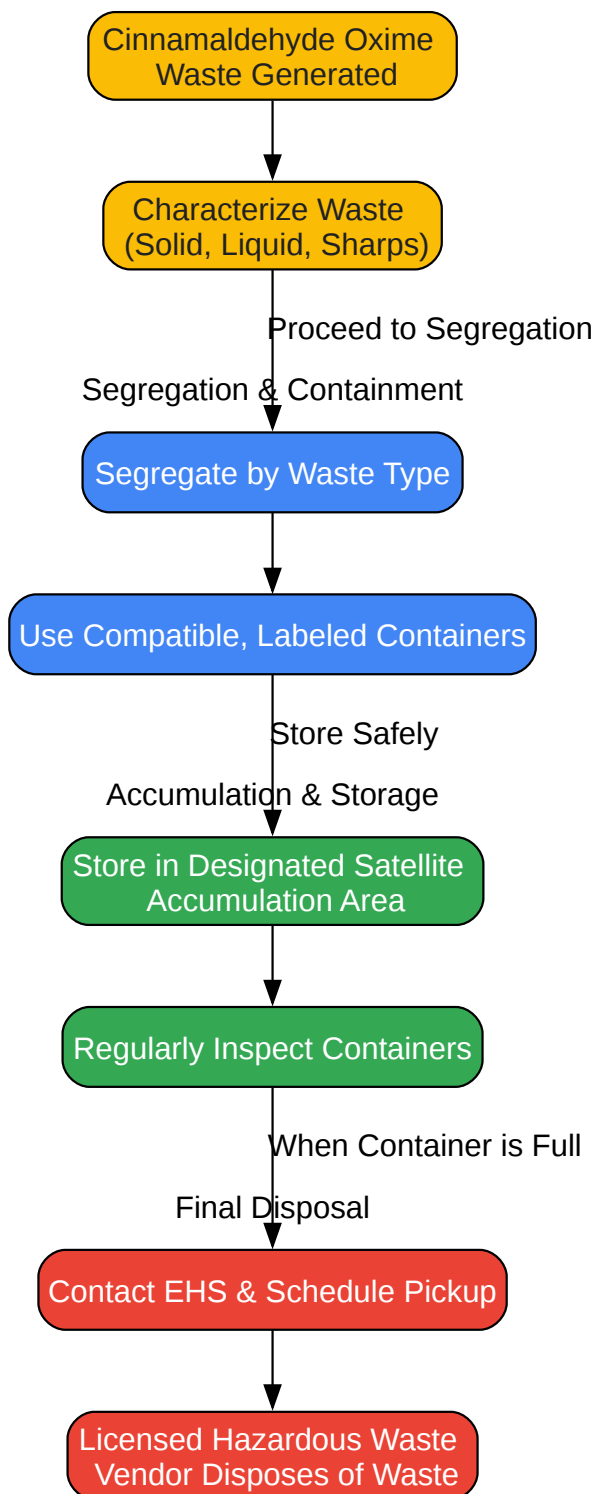 Cinnamaldehyde Oxime
Waste Generated
Characterize Waste
(Solid, Liquid, Sharps)
Proceed to Segregation
Segregation & Containment
Segregate by Waste Type
Use Compatible, Labeled Containers
Store Safely
Accumulation & Storage
Store in Designated Satellite
Accumulation Area
Regularly Inspect Containers
When Container is Full
Final Disposal
Contact EHS & Schedule Pickup
Licensed Hazardous Waste
Vendor Disposes of Waste